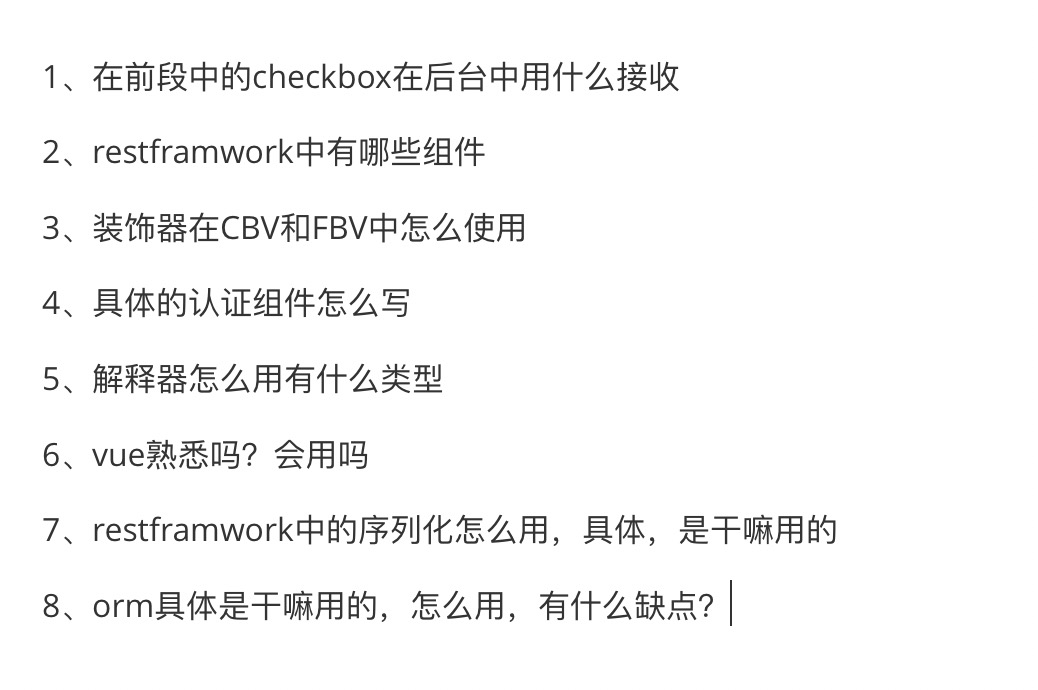 1、在前段中的checkbox在后台中用什么接收
2、restframwork中有哪些组件
3、装饰器在CBV和FBV中怎么使用
4、具体的认证组件怎么写
5、解释器怎么用有什么类型
6、vue熟悉吗？会用吗
7、restframwork中的序列化怎么用，具体，是干嘛用的
8、orm具体是干嘛用的，怎么用，有什么缺点？